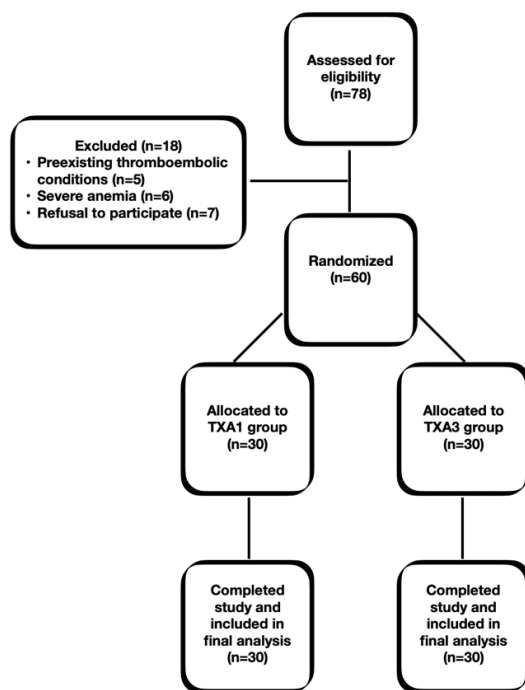 Assessed for
eligibility
(n=78)
Excluded (n=18)
• Preexisting thromboembolic
conditions (n=5)
• Severe anemia (n=6)
• Refusal to participate (n=7)
Randomized
(n=60)
Allocated to
TXA1 group
(n=30)
Allocated to
TXA3 group
(n=30)
Completed
study and
included in
final analysis
(n=30)
Completed
study and
included in
final analysis
(n=30)